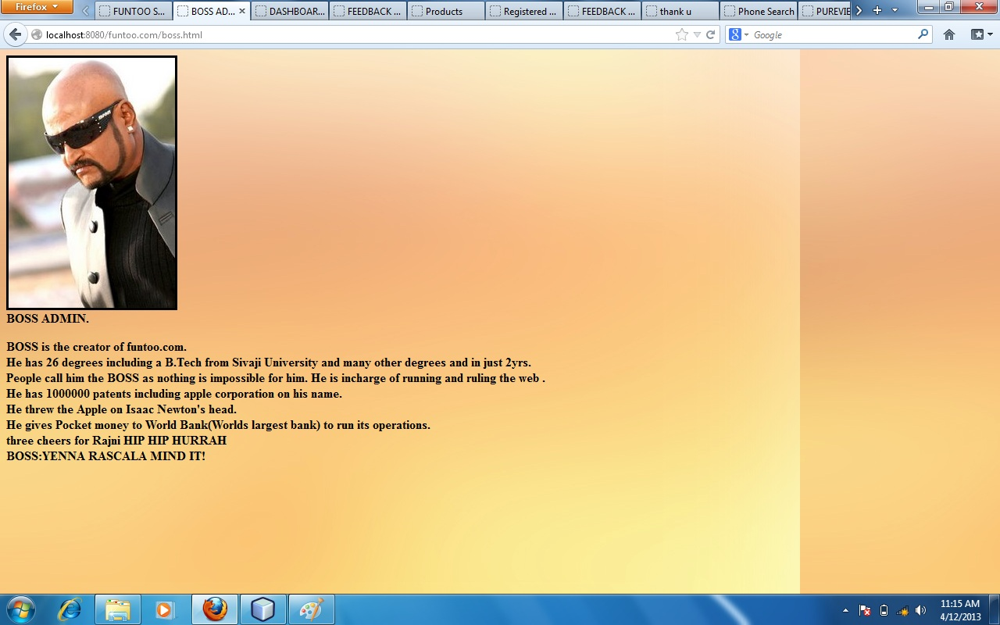 Firefox
FUNTOO S...
BOSS AD...
DASHBOAR...
FEEDBACK ...
Products
Registered ...
FEEDBACK ...
thank u
Phone Search
PUREVIE
localhost:8080/funtoo.com/boss.html
Google
BOSS ADMIN.
BOSS is the creator of funtoo.com.
He has 26 degrees including a B.Tech from Sivaji University and many other degrees and in just 2yrs.
People call him the BOSS as nothing is impossible for him. He is incharge of running and ruling the web .
He has 1000000 patents including apple corporation on his name.
He threw the Apple on Isaac Newton's head.
He gives Pocket money to World Bank(Worlds largest bank) to run its operations.
three cheers for Rajni HIP HIP HURRAH
BOSS:YENNA RASCALA MIND IT!
11:15 AM
4/12/2013